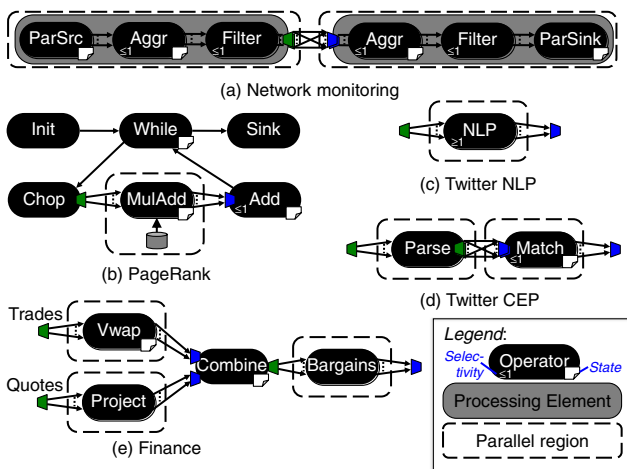 ParSrc Aggr Filter Aggr Filter ParSink
≤1 ≤1 ≤1 ≤1
(a) Network monitoring
Init While Sink
NLP
≥1
(c) Twitter NLP
Chop MulAdd Add
≤1
(b) PageRank
Parse Match
≤1
(d) Twitter CEP
Trades
Vwap
Combine Bargains
Quotes
Project
(e) Finance
Legend:
Selec-
tivity
Operator
≤1
State
Processing Element
Parallel region